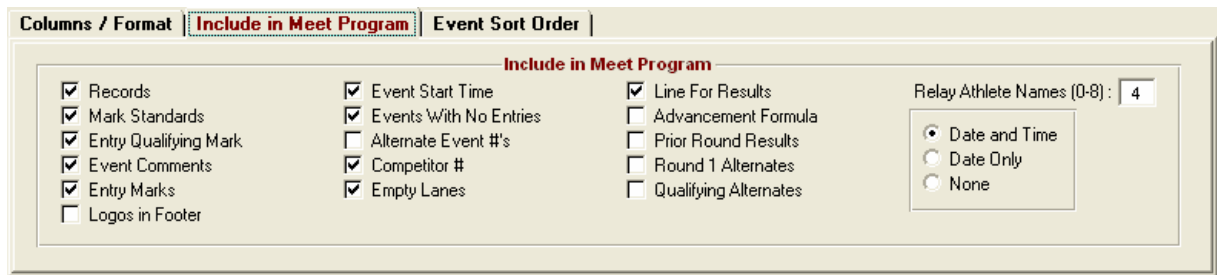 Columns / Format Include in Meet Program Event Sort Order
Include in Meet Program
Records
Mark Standards
Entry Qualifying Mark
Event Comments
Entry Marks
Logos in Footer
Event Start Time
Events With No Entries
Alternate Event #'s
Competitor #
Empty Lanes
Line For Results
Advancement Formula
Prior Round Results
Round 1 Alternates
Qualifying Alternates
Relay Athlete Names (0-8) : 4
Date and Time
Date Only
None